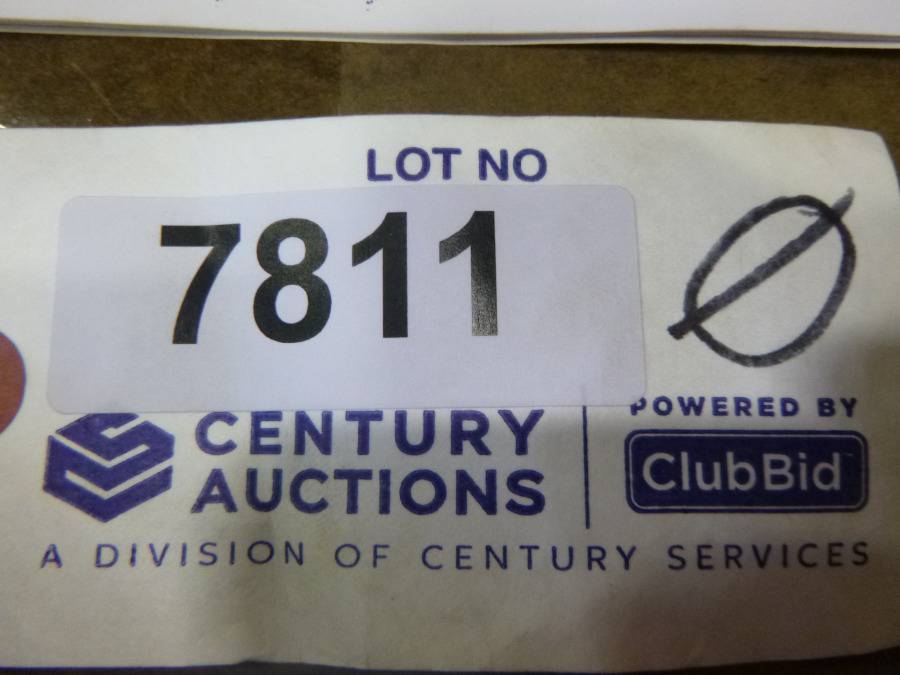 LOT NO
7811
Ø
CENTURY
AUCTIONS
POWERED BY
ClubBid
A DIVISION OF CENTURY SERVICES